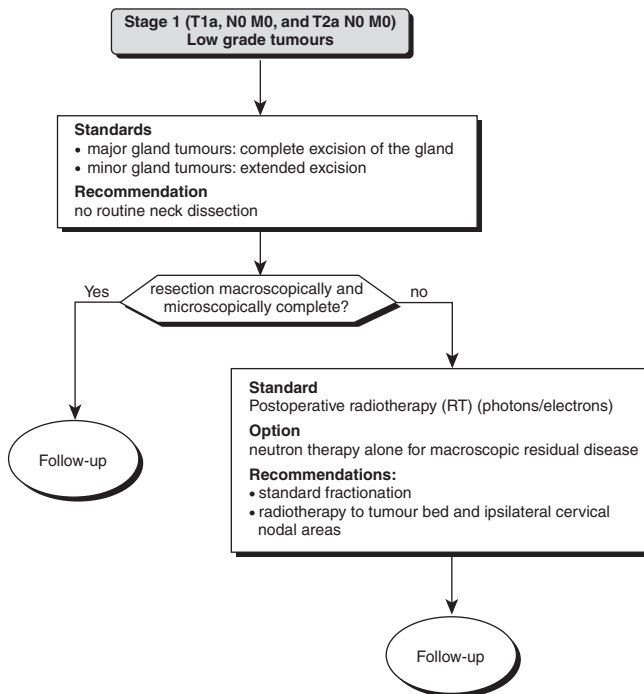 Stage 1 (T1a, N0 M0, and T2a N0 M0)
Low grade tumours
Standards
• major gland tumours: complete excision of the gland
• minor gland tumours: extended excision
Recommendation
no routine neck dissection
resection macroscopically and
microscopically complete?
Yes
no
Standard
Postoperative radiotherapy (RT) (photons/electrons)
Option
neutron therapy alone for macroscopic residual disease
Recommendations:
• standard fractionation
• radiotherapy to tumour bed and ipsilateral cervical
nodal areas
Follow-up
Follow-up